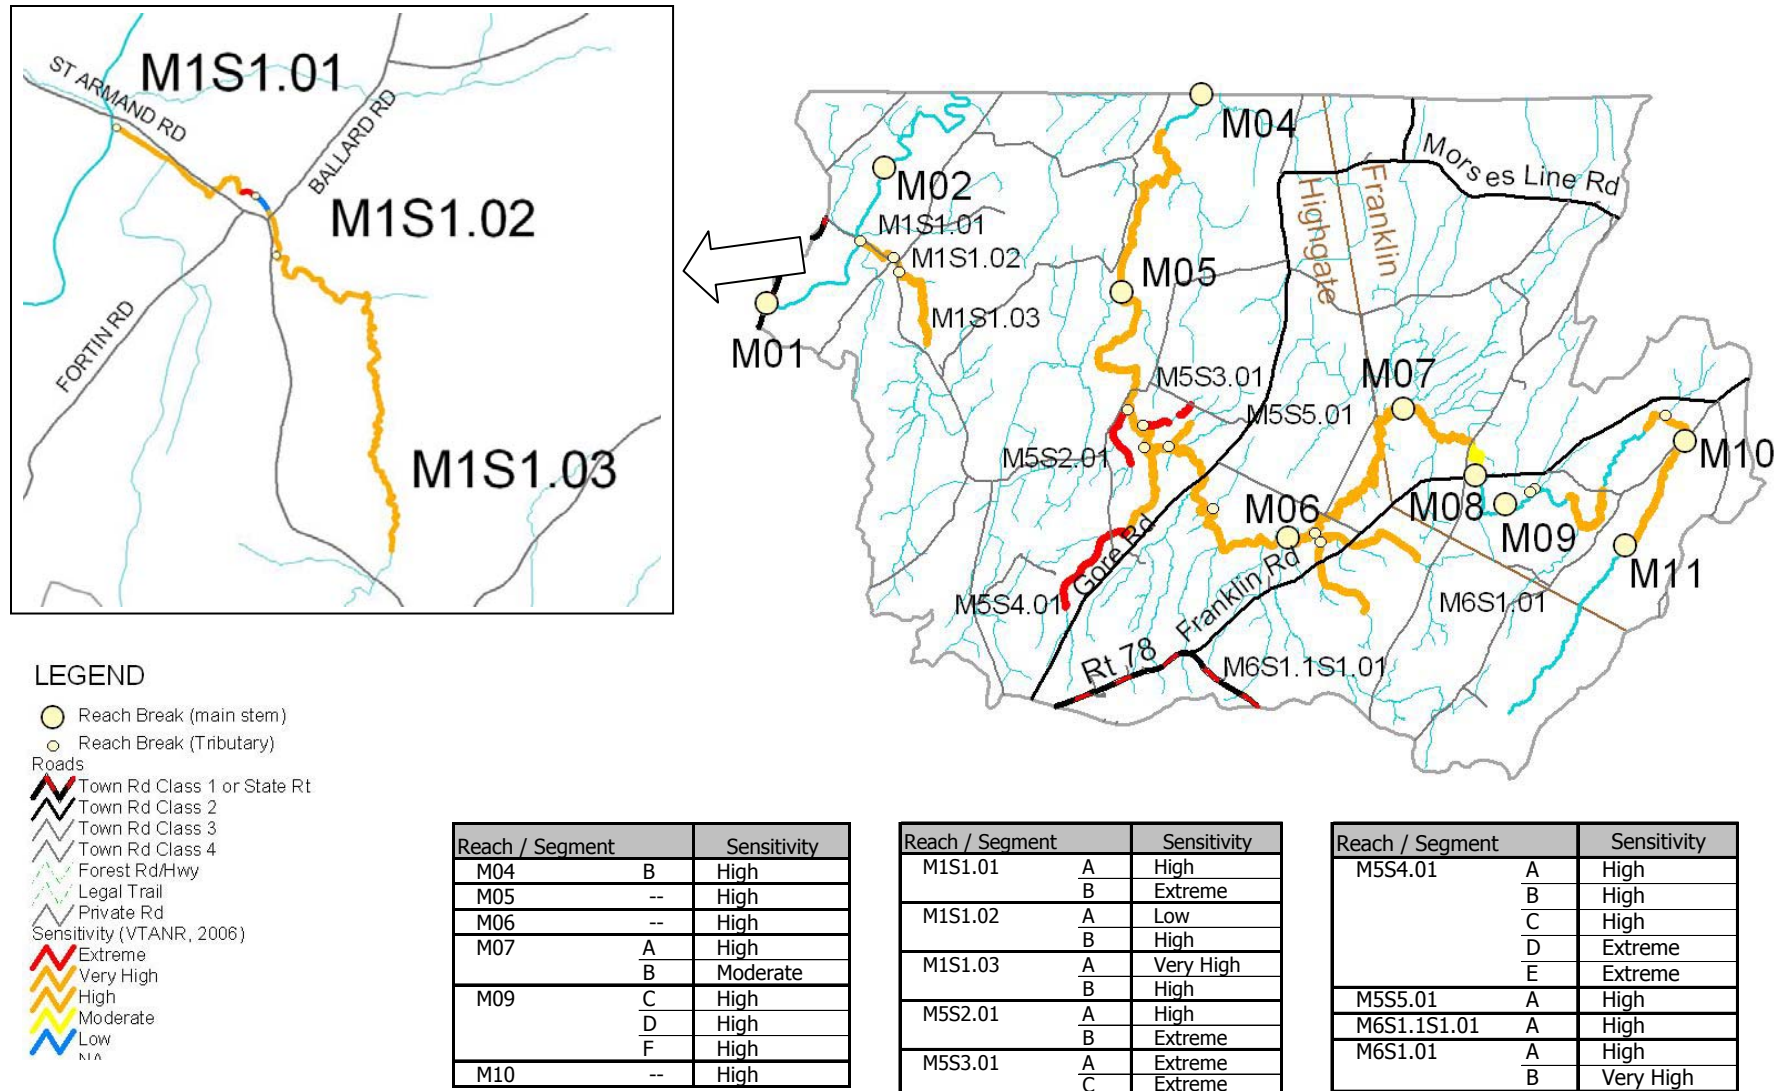 M1S1.01
ST ARMAND RD
BALLARD RD
M1S1.02
FORTIN RD
M1S1.03
M04
M02
Morses Line Rd
Franklin
Highgate
M1S1.01
M1S1.02
M05
M1S1.03
M01
M5S3.01
M07
M5S5.01
M5S2.01
M10
M06
M08
M09
Gore Rd
M11
M5S4.01
Franklin Rd
M6S1.01
Rt 78
M6S1.1S1.01
LEGEND
Reach Break (main stem)
Reach Break (Tributary)
Roads
Town Rd Class 1 or State Rt
Town Rd Class 2
Town Rd Class 3
Town Rd Class 4
Forest Rd/Hwy
Legal Trail
Private Rd
Sensitivity (VTANR, 2006)
Extreme
Very High
High
Moderate
Low
NA
Reach / Segment Sensitivity
M04 B High
M05 -- High
M06 -- High
M07 A High
B Moderate
M09 C High
D High
F High
M10 -- High
Reach / Segment Sensitivity
M1S1.01 A High
B Extreme
M1S1.02 A Low
B High
M1S1.03 A Very High
B High
M5S2.01 A High
B Extreme
M5S3.01 A Extreme
C Extreme
Reach / Segment Sensitivity
M5S4.01 A High
B High
C High
D Extreme
E Extreme
M5S5.01 A High
M6S1.1S1.01 A High
M6S1.01 A High
B Very High